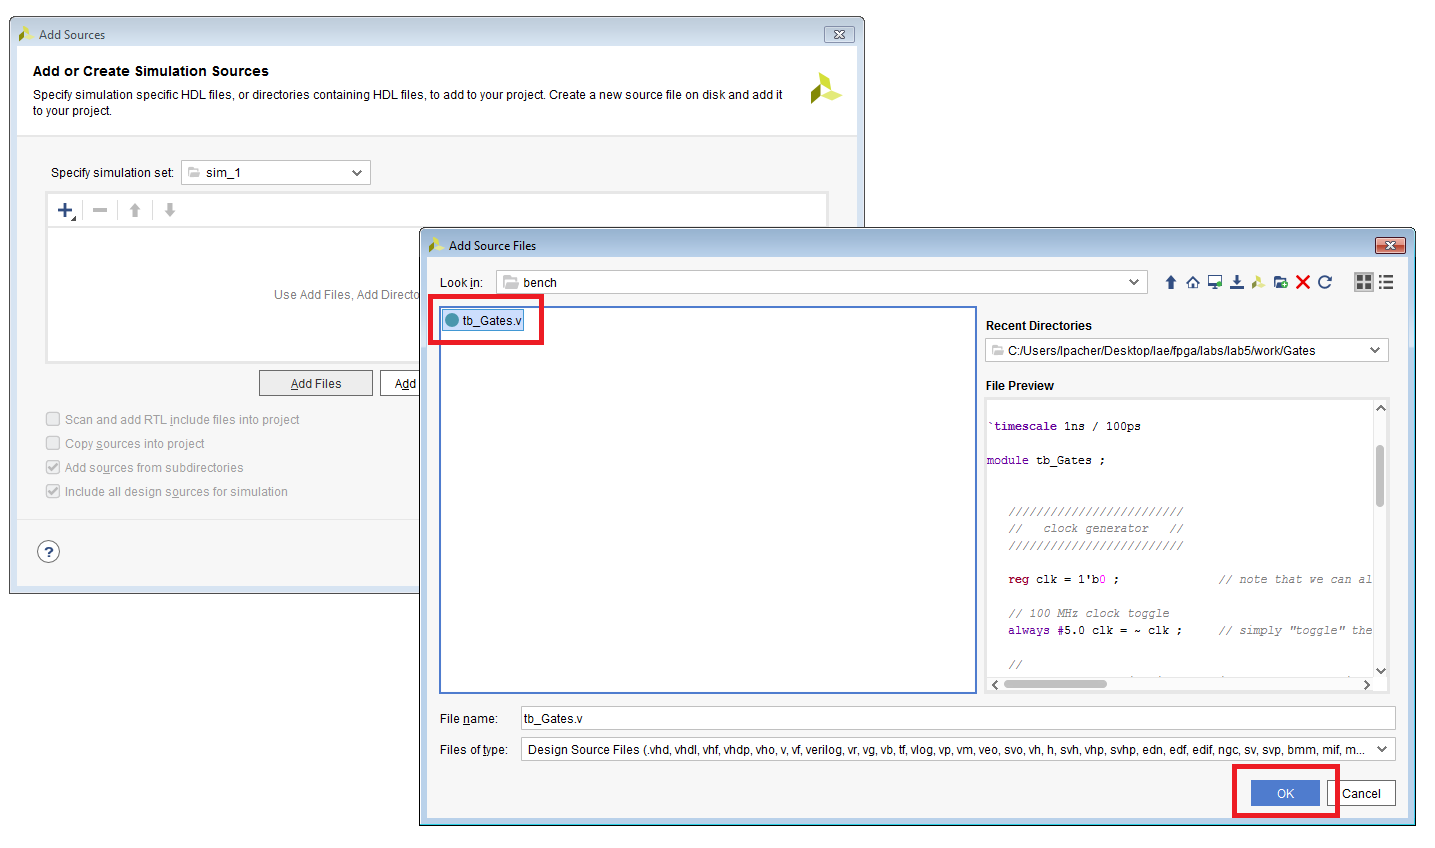 Add Sources
Add or Create Simulation Sources
Specify simulation specific HDL files, or directories containing HDL files, to add to your project. Create a new source file on disk and add it
to your project.
Specify simulation set: sim_1
Use Add Files, Add Directo
Add Files
Add
Scan and add RTL include files into project
Copy sources into project
Add sources from subdirectories
Include all design sources for simulation
?
Add Source Files
Look in: bench
tb_Gates.v
Recent Directories
C:/Users/lpacher/Desktop/lae/fpga/labs/lab5/work/Gates
File Preview
`timescale 1ns / 100ps
module tb_Gates ;
/////////////////////////
// clock generator //
/////////////////////////
reg clk = 1'b0 ; // note that we can al
// 100 MHz clock toggle
always #5.0 clk = ~ clk ; // simply "toggle" the
//
File name: tb_Gates.v
Files of type: Design Source Files (.vhd, vhdl, vhf, vhdp, vho, v, vf, verilog, vr, vg, vb, tf, vlog, vp, vm, veo, svo, vh, h, svh, vhp, svhp, edn, edf, edif, ngc, sv, svp, bmm, mif, m...
OK
Cancel